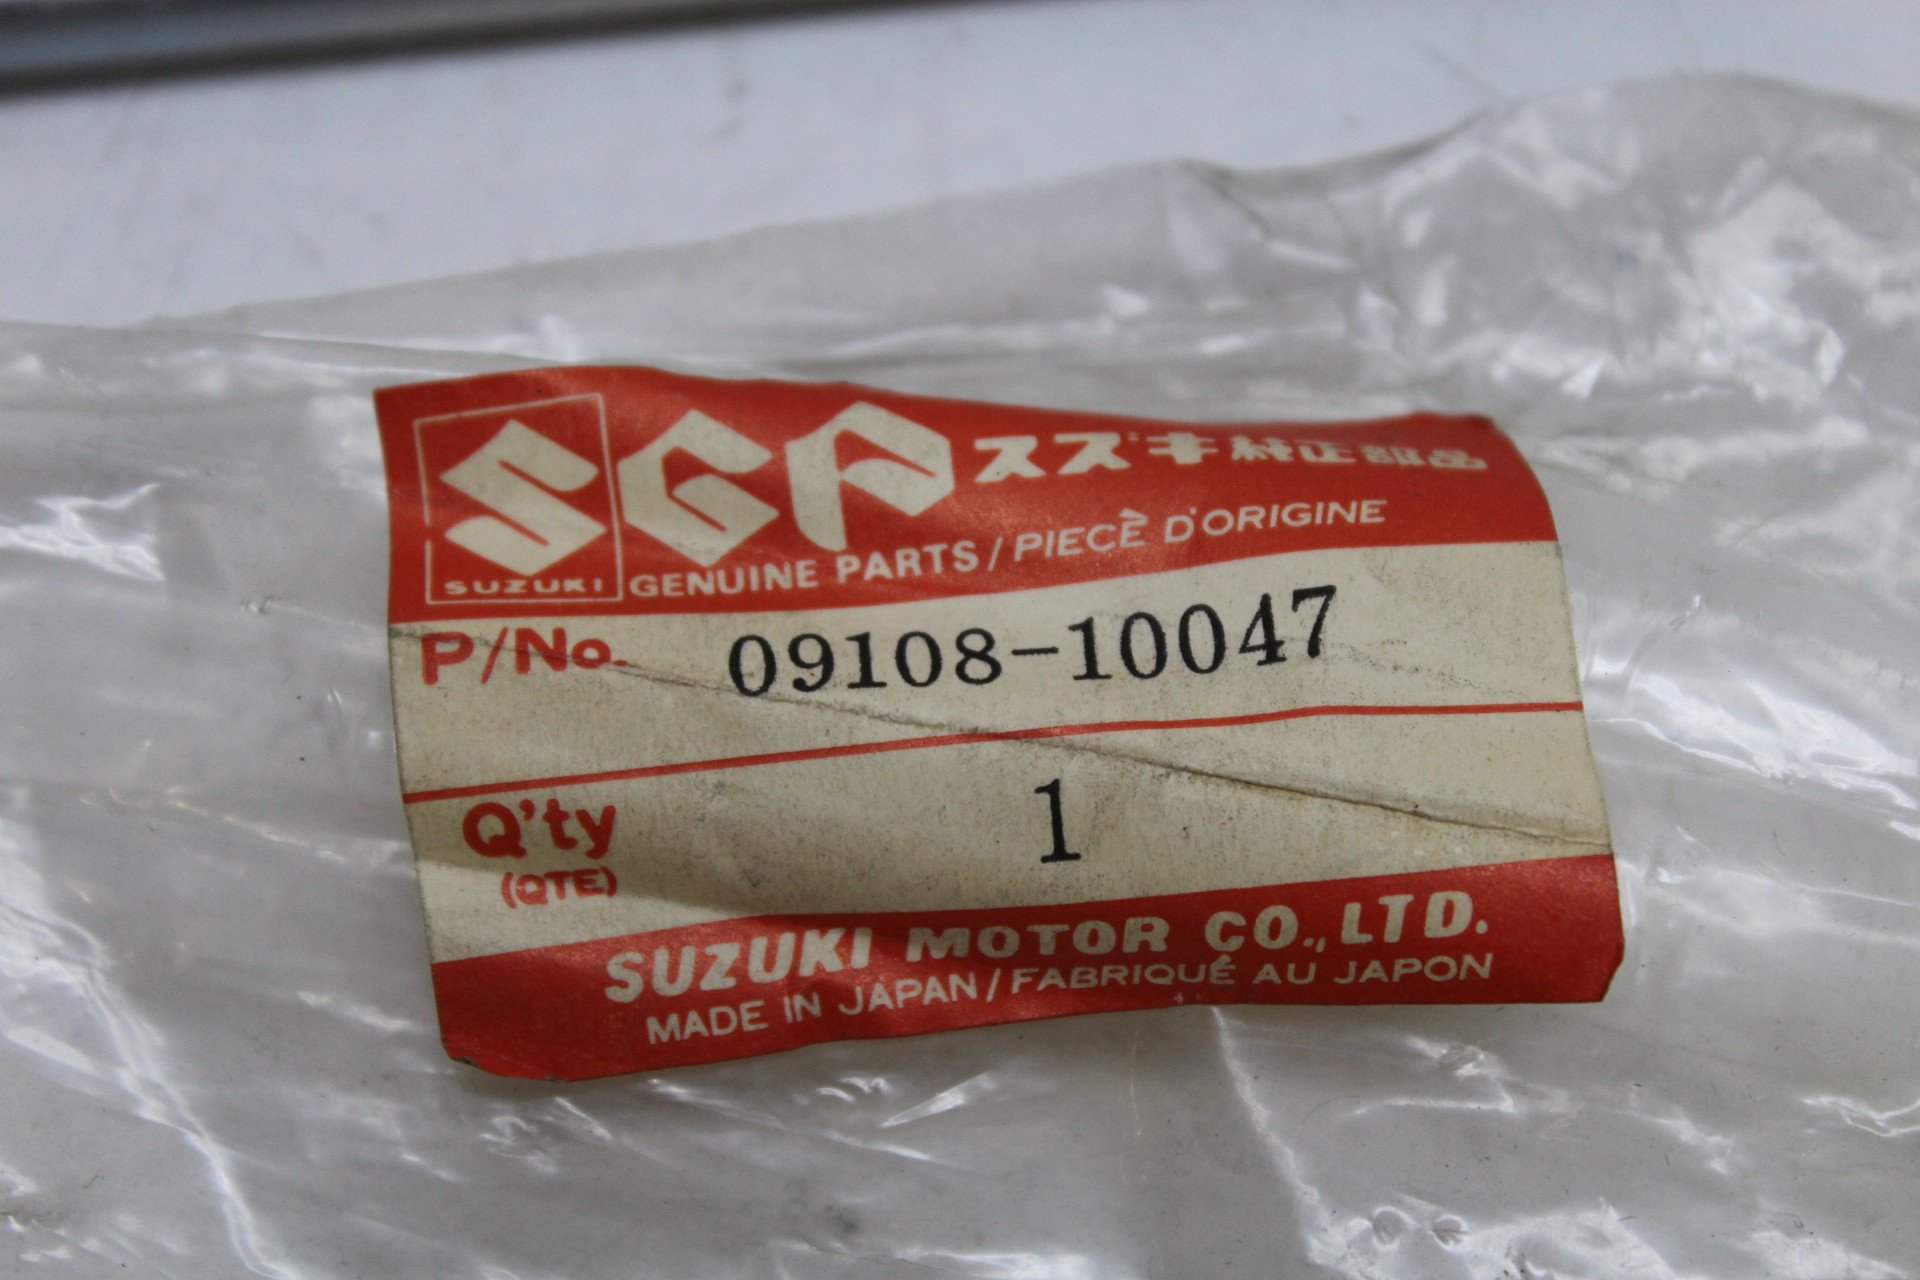 SUZUKI
SGP スズキ純正部品
GENUINE PARTS / PIECÈ D'ORIGINE
P/No. 09108-10047
Q'ty 1
(QTE)
SUZUKI MOTOR CO., LTD.
MADE IN JAPAN / FABRIQUÉ AU JAPON